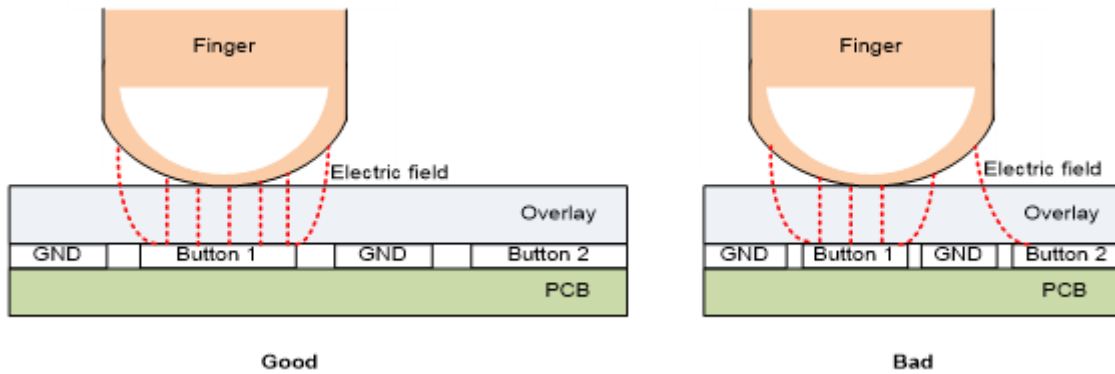 Finger
Electric field
Overlay
GND
Button 1
GND
Button 2
PCB
Good
Finger
Electric field
Overlay
GND
Button 1
GND
Button 2
PCB
Bad